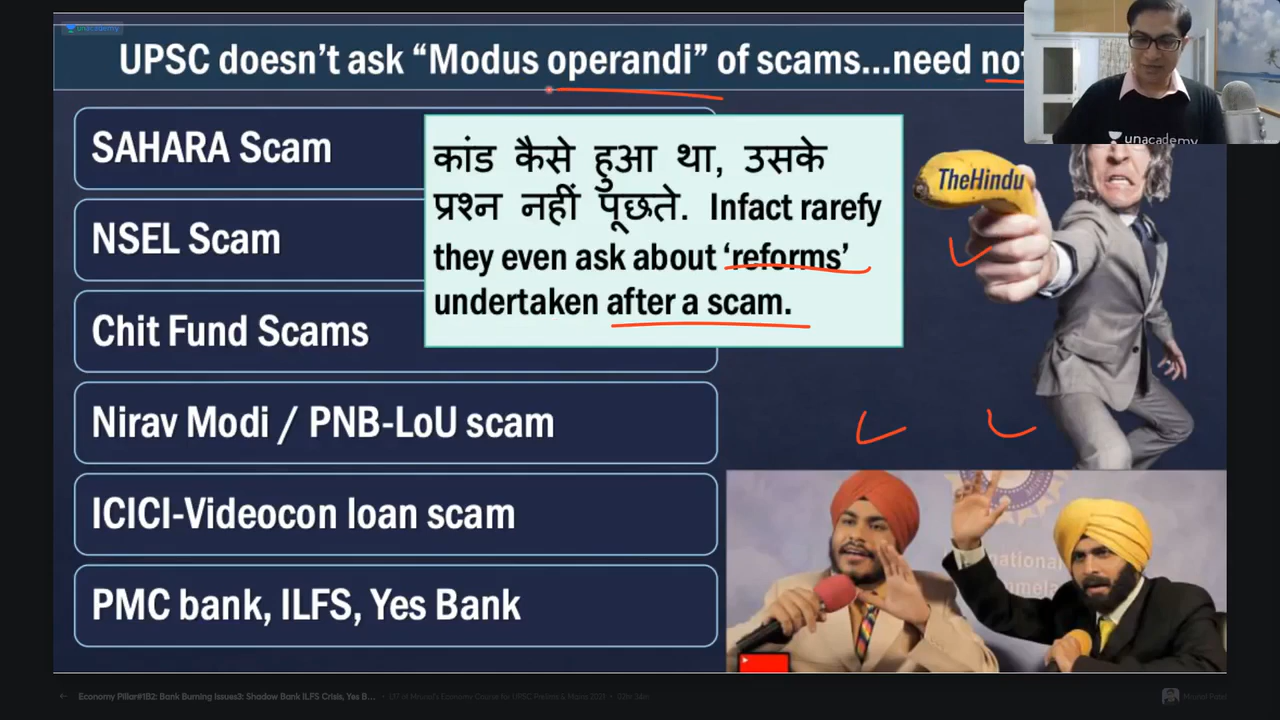 unacademy
UPSC doesn't ask “Modus operandi” of scams...need not
SAHARA Scam
NSEL Scam
Chit Fund Scams
Nirav Modi / PNB-LoU scam
ICICI-Videocon loan scam
PMC bank, ILFS, Yes Bank
कांड कैसे हुआ था, उसके
प्रश्न नहीं पूछते. Infact rarefy
they even ask about ‘reforms’
undertaken after a scam.
TheHindu
unacademy
Economy Pillar#1B2: Bank Burning Issues3: Shadow Bank ILFS Crisis, Yes B...